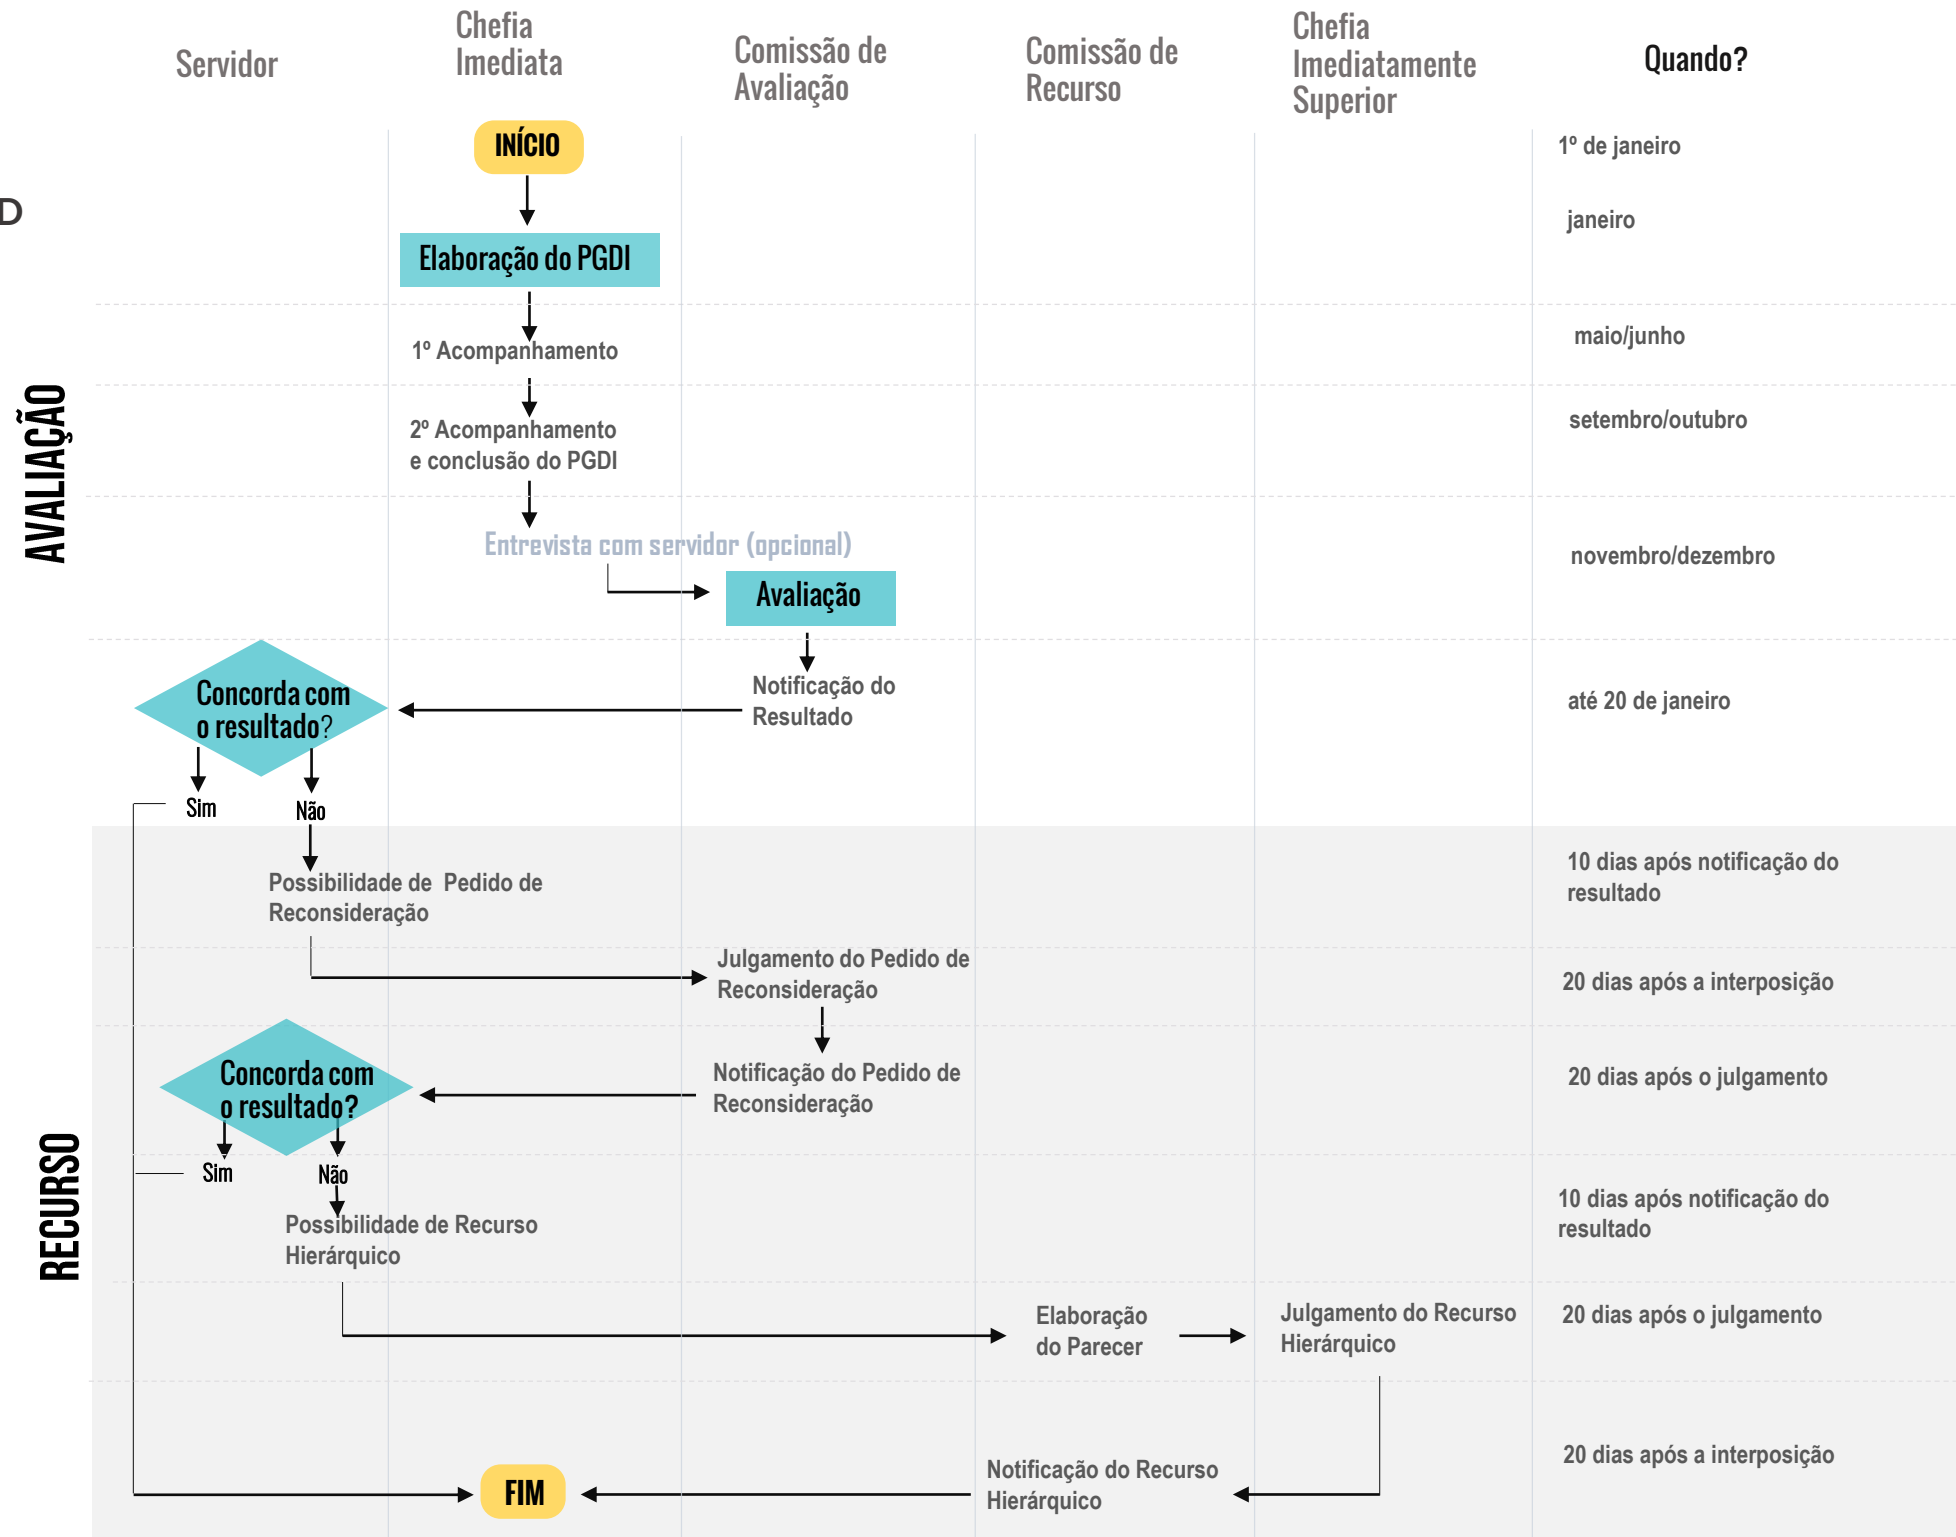 Servidor
Chefia
Imediata
Comissão de
Avaliação
Comissão de
Recurso
Chefia
Imediatamente
Superior
Quando?
D
AVALIAÇÃO
INÍCIO
1º de janeiro
janeiro
Elaboração do PGDI
1º Acompanhamento
maio/junho
2º Acompanhamento
e conclusão do PGDI
setembro/outubro
Entrevista com servidor (opcional)
Avaliação
novembro/dezembro
Notificação do
Resultado
até 20 de janeiro
Concorda com
o resultado?
Sim
Não
RECURSO
Possibilidade de Pedido de
Reconsideração
10 dias após notificação do
resultado
Julgamento do Pedido de
Reconsideração
20 dias após a interposição
Notificação do Pedido de
Reconsideração
20 dias após o julgamento
Concorda com
o resultado?
Sim
Não
Possibilidade de Recurso
Hierárquico
10 dias após notificação do
resultado
Elaboração
do Parecer
Julgamento do Recurso
Hierárquico
20 dias após o julgamento
Notificação do Recurso
Hierárquico
20 dias após a interposição
FIM